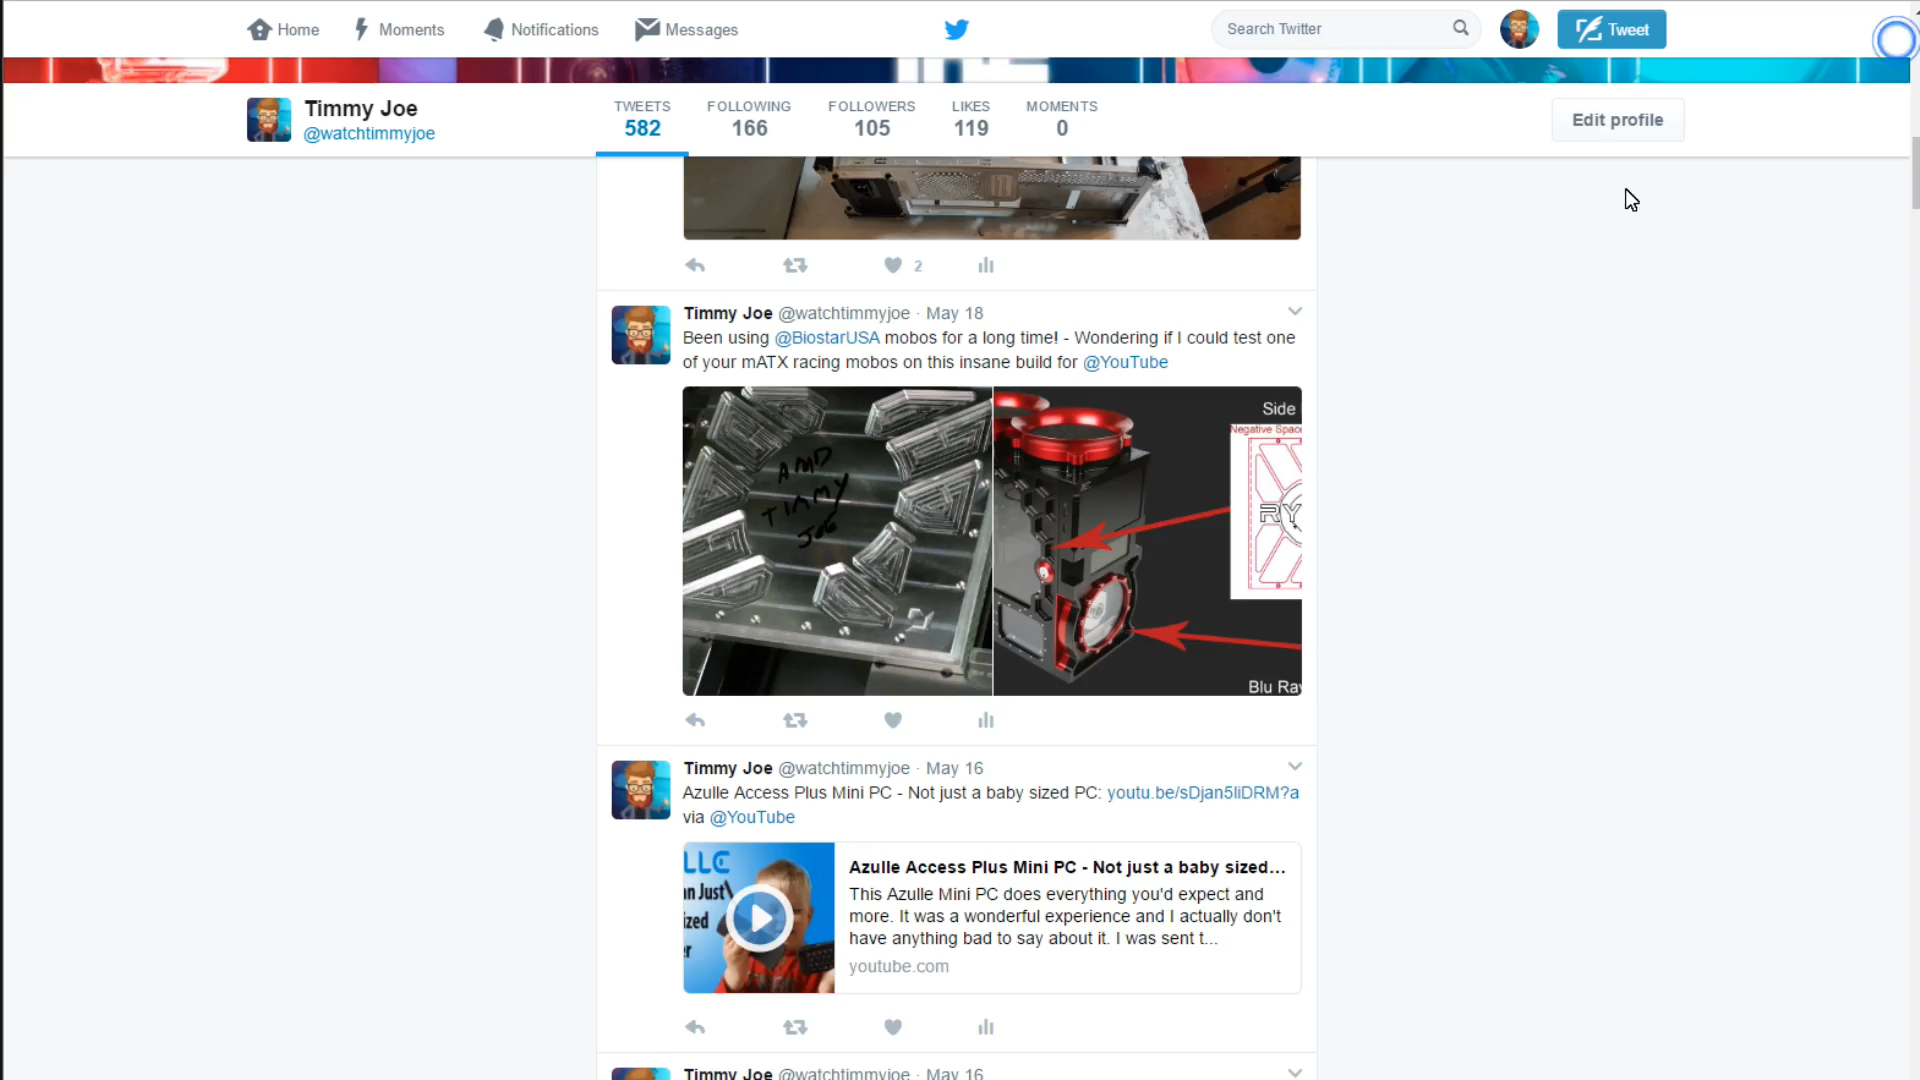 Home
Moments
Notifications
Messages
Search Twitter
Tweet
Timmy Joe
@watchtimmyjoe
TWEETS
582
FOLLOWING
166
FOLLOWERS
105
LIKES
119
MOMENTS
0
Edit profile
2
Timmy Joe @watchtimmyjoe · May 18
Been using @BiostarUSA mobos for a long time! - Wondering if I could test one
of your mATX racing mobos on this insane build for @YouTube
AMD
TIMMY
JOE
Side
Negative Space
RY
Blu Ray
Timmy Joe @watchtimmyjoe · May 16
Azulle Access Plus Mini PC - Not just a baby sized PC: youtu.be/sDjan5liDRM?a
via @YouTube
LLE
n Just
ized
r
Azulle Access Plus Mini PC - Not just a baby sized...
This Azulle Mini PC does everything you'd expect and
more. It was a wonderful experience and I actually don't
have anything bad to say about it. I was sent t...
youtube.com
Timmy Joe @watchtimmyjoe · May 16